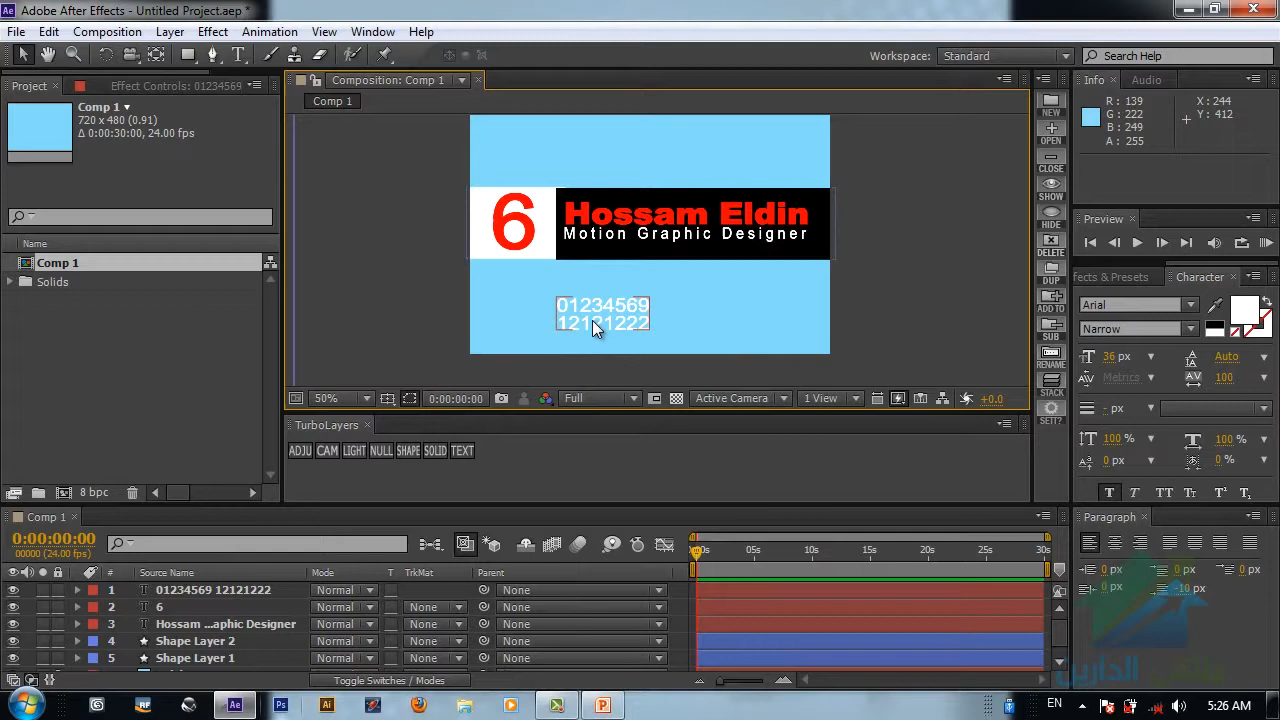 Adobe After Effects - Untitled Project.aep *
File Edit Composition Layer Effect Animation View Window Help
Workspace: Standard
Search Help
Project
Effect Controls: 01234569
Comp 1
720 x 480 (0.91)
Δ 0:00:30:00, 24.00 fps
Name
Comp 1
Solids
8 bpc
Composition: Comp 1
Comp 1
6
Hossam Eldin
Motion Graphic Designer
01234569
12121222
50%
0:00:00:00
Full
Active Camera
1 View
+0.0
TurboLayers
ADJU CAM LIGHT NULL SHAPE SOLID TEXT
NEW
OPEN
CLOSE
SHOW
HIDE
DELETE
DUP
ADD TO
SUB
RENAME
STACK
SETT?
Info
Audio
R : 139
G : 222
B : 249
A : 255
X : 244
Y : 412
Preview
ffects & Presets
Character
Arial
Narrow
36 px
Auto
Metrics
100
- px
100 %
100 %
0 px
0 %
T T TT Tr T¹ T₁
Paragraph
0 px 0 px 0 px
0 px -10 px
Comp 1
0:00:00:00
00000 (24.00 fps)
# Source Name Mode T TrkMat Parent
00s 05s 10s 15s 20s 25s 30s
1 T 01234569 12121222 Normal None
2 T 6 Normal None None
3 T Hossam ...aphic Designer Normal None None
4 Shape Layer 2 Normal None None
5 Shape Layer 1 Normal None None
Toggle Switches / Modes
ملتقى الدارين
EN
5:26 AM